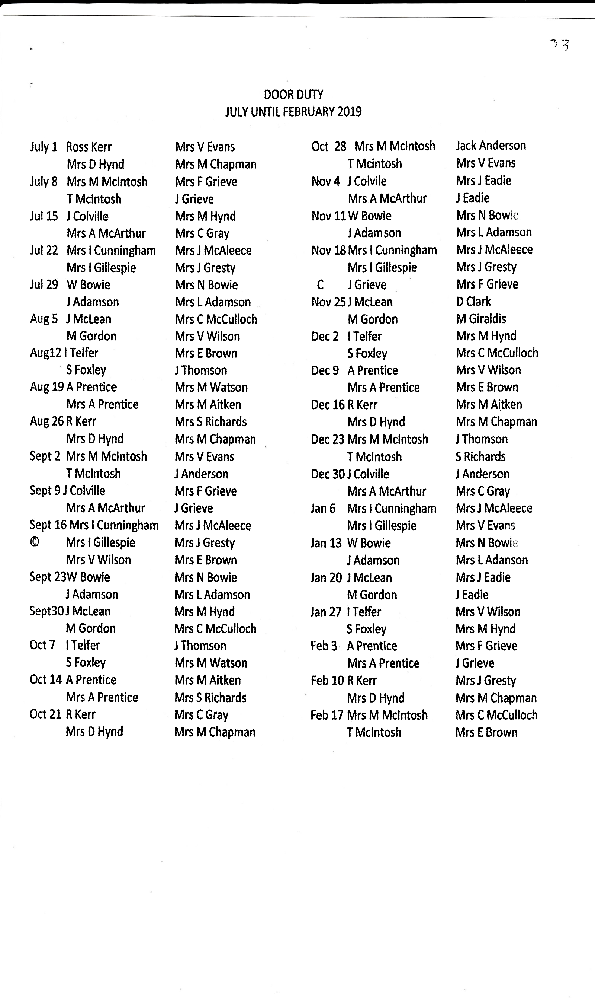 33
DOOR DUTY
JULY UNTIL FEBRUARY 2019
July 1 Ross Kerr Mrs V Evans
Mrs D Hynd Mrs M Chapman
July 8 Mrs M McIntosh Mrs F Grieve
T McIntosh J Grieve
Jul 15 J Colville Mrs M Hynd
Mrs A McArthur Mrs C Gray
Jul 22 Mrs I Cunningham Mrs J McAleece
Mrs I Gillespie Mrs J Gresty
Jul 29 W Bowie Mrs N Bowie
J Adamson Mrs L Adamson
Aug 5 J McLean Mrs C McCulloch
M Gordon Mrs V Wilson
Aug12 I Telfer Mrs E Brown
S Foxley J Thomson
Aug 19 A Prentice Mrs M Watson
Mrs A Prentice Mrs M Aitken
Aug 26 R Kerr Mrs S Richards
Mrs D Hynd Mrs M Chapman
Sept 2 Mrs M McIntosh Mrs V Evans
T McIntosh J Anderson
Sept 9 J Colville Mrs F Grieve
Mrs A McArthur J Grieve
Sept 16 Mrs I Cunningham Mrs J McAleece
© Mrs I Gillespie Mrs J Gresty
Mrs V Wilson Mrs E Brown
Sept 23W Bowie Mrs N Bowie
J Adamson Mrs L Adamson
Sept30 J McLean Mrs M Hynd
M Gordon Mrs C McCulloch
Oct 7 I Telfer J Thomson
S Foxley Mrs M Watson
Oct 14 A Prentice Mrs M Aitken
Mrs A Prentice Mrs S Richards
Oct 21 R Kerr Mrs C Gray
Mrs D Hynd Mrs M Chapman
Oct 28 Mrs M McIntosh Jack Anderson
T Mcintosh Mrs V Evans
Nov 4 J Colvile Mrs J Eadie
Mrs A McArthur J Eadie
Nov 11 W Bowie Mrs N Bowie
J Adamson Mrs L Adamson
Nov 18 Mrs I Cunningham Mrs J McAleece
Mrs I Gillespie Mrs J Gresty
C J Grieve Mrs F Grieve
Nov 25 J McLean D Clark
M Gordon M Giraldis
Dec 2 I Telfer Mrs M Hynd
S Foxley Mrs C McCulloch
Dec 9 A Prentice Mrs V Wilson
Mrs A Prentice Mrs E Brown
Dec 16 R Kerr Mrs M Aitken
Mrs D Hynd Mrs M Chapman
Dec 23 Mrs M McIntosh J Thomson
T McIntosh S Richards
Dec 30 J Colville J Anderson
Mrs A McArthur Mrs C Gray
Jan 6 Mrs I Cunningham Mrs J McAleece
Mrs I Gillespie Mrs V Evans
Jan 13 W Bowie Mrs N Bowie
J Adamson Mrs L Adanson
Jan 20 J McLean Mrs J Eadie
M Gordon J Eadie
Jan 27 I Telfer Mrs V Wilson
S Foxley Mrs M Hynd
Feb 3 A Prentice Mrs F Grieve
Mrs A Prentice J Grieve
Feb 10 R Kerr Mrs J Gresty
Mrs D Hynd Mrs M Chapman
Feb 17 Mrs M McIntosh Mrs C McCulloch
T McIntosh Mrs E Brown